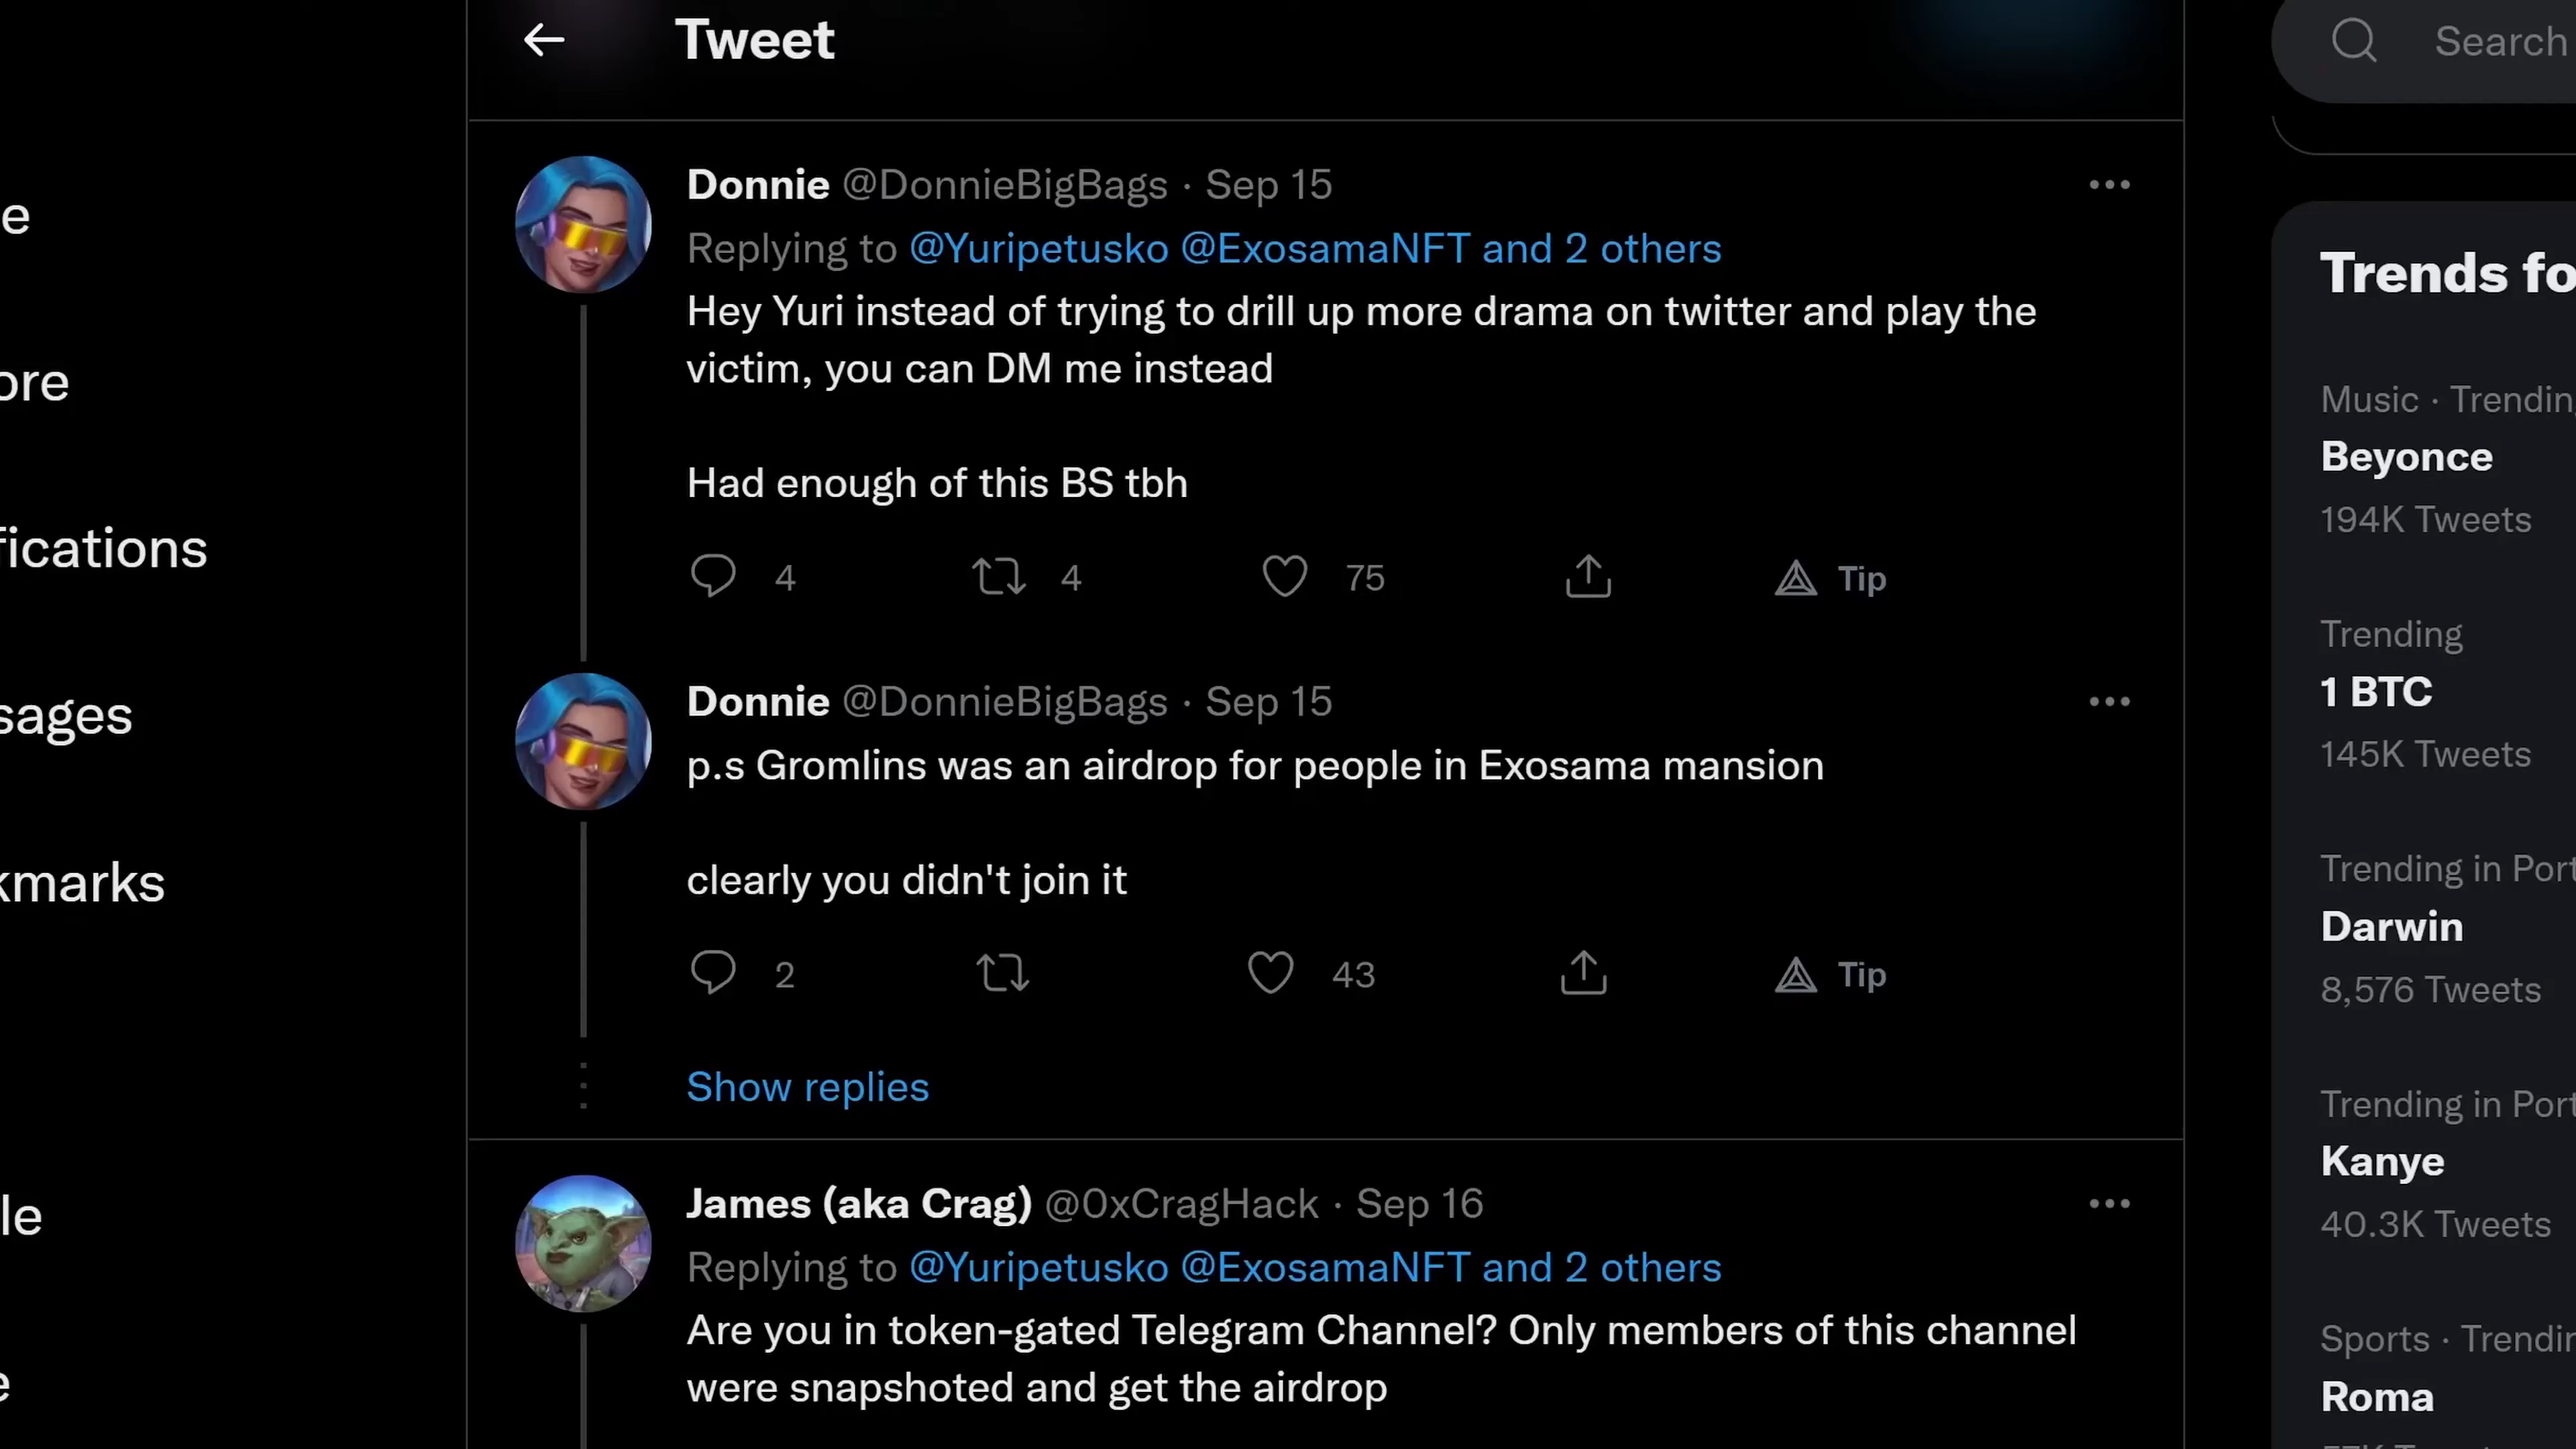 Tweet
Search
Donnie @DonnieBigBags · Sep 15
Replying to @Yuripetusko @ExosamaNFT and 2 others
Hey Yuri instead of trying to drill up more drama on twitter and play the
victim, you can DM me instead
Had enough of this BS tbh
4 4 75 Tip
Donnie @DonnieBigBags · Sep 15
p.s Gromlins was an airdrop for people in Exosama mansion
clearly you didn't join it
2 43 Tip
Show replies
James (aka Crag) @0xCragHack · Sep 16
Replying to @Yuripetusko @ExosamaNFT and 2 others
Are you in token-gated Telegram Channel? Only members of this channel
were snapshoted and get the airdrop
e
ore
fications
sages
kmarks
le
e
Trends fo
Music · Trending
Beyonce
194K Tweets
Trending
1 BTC
145K Tweets
Trending in Port
Darwin
8,576 Tweets
Trending in Port
Kanye
40.3K Tweets
Sports · Trendin
Roma